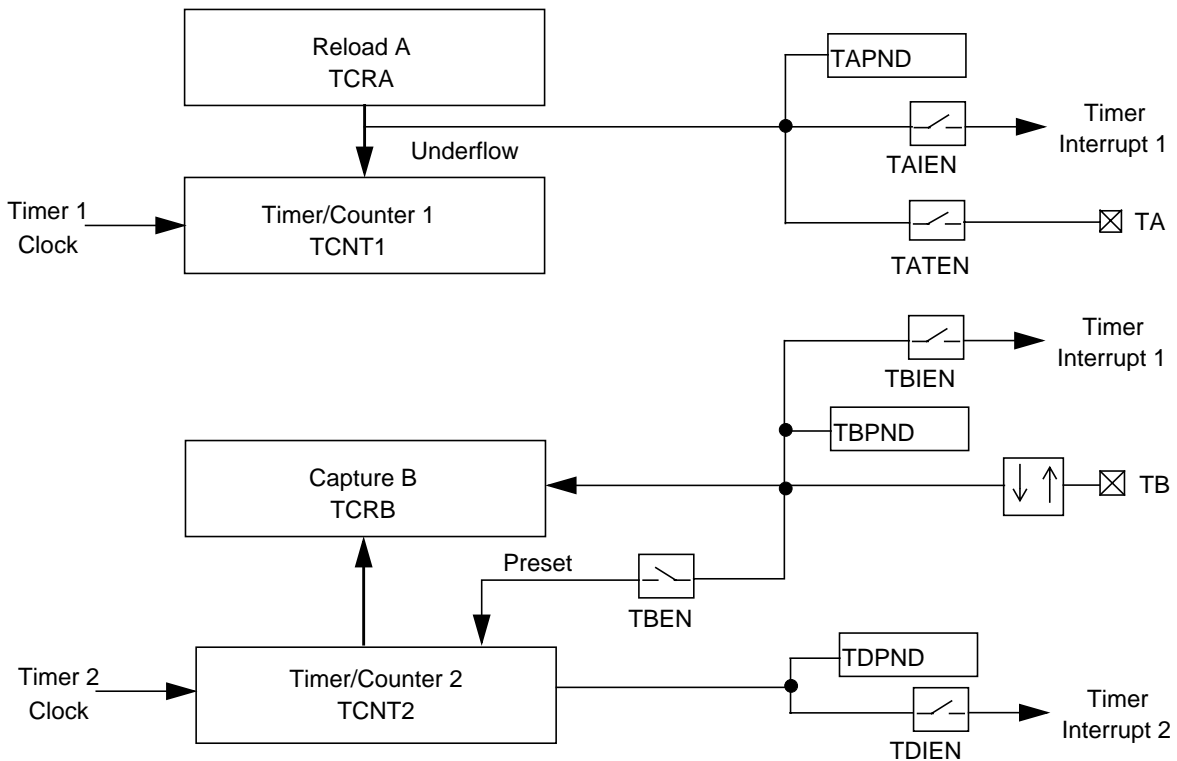 Reload A
TCRA
TAPND
Timer
Interrupt 1
Underflow
TAIEN
Timer 1
Clock
Timer/Counter 1
TCNT1
TA
TATEN
Timer
Interrupt 1
TBIEN
TBPND
Capture B
TCRB
TB
Preset
TBEN
TDPND
Timer 2
Clock
Timer/Counter 2
TCNT2
Timer
Interrupt 2
TDIEN